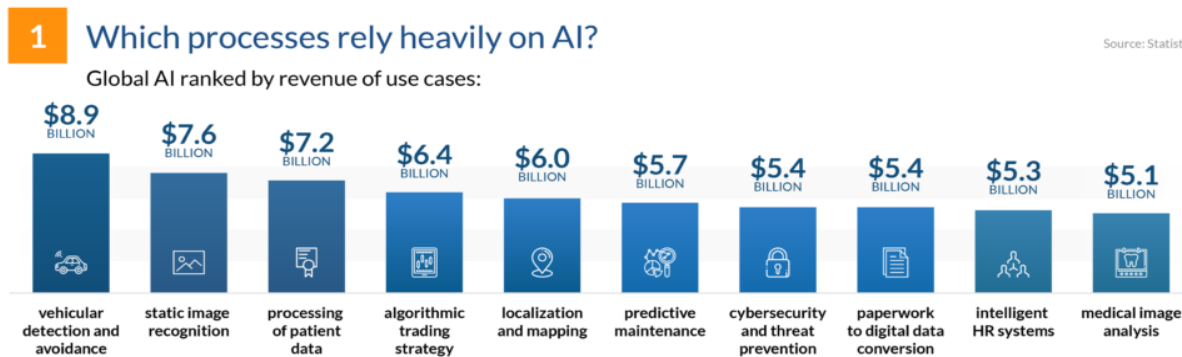 1
Which processes rely heavily on AI?
Source: Statist
Global AI ranked by revenue of use cases:
$8.9
BILLION
$7.6
BILLION
$7.2
BILLION
$6.4
BILLION
$6.0
BILLION
$5.7
BILLION
$5.4
BILLION
$5.4
BILLION
$5.3
BILLION
$5.1
BILLION
vehicular
detection and
avoidance
static image
recognition
processing
of patient
data
algorithmic
trading
strategy
localization
and mapping
predictive
maintenance
cybersecurity
and threat
prevention
paperwork
to digital data
conversion
intelligent
HR systems
medical image
analysis